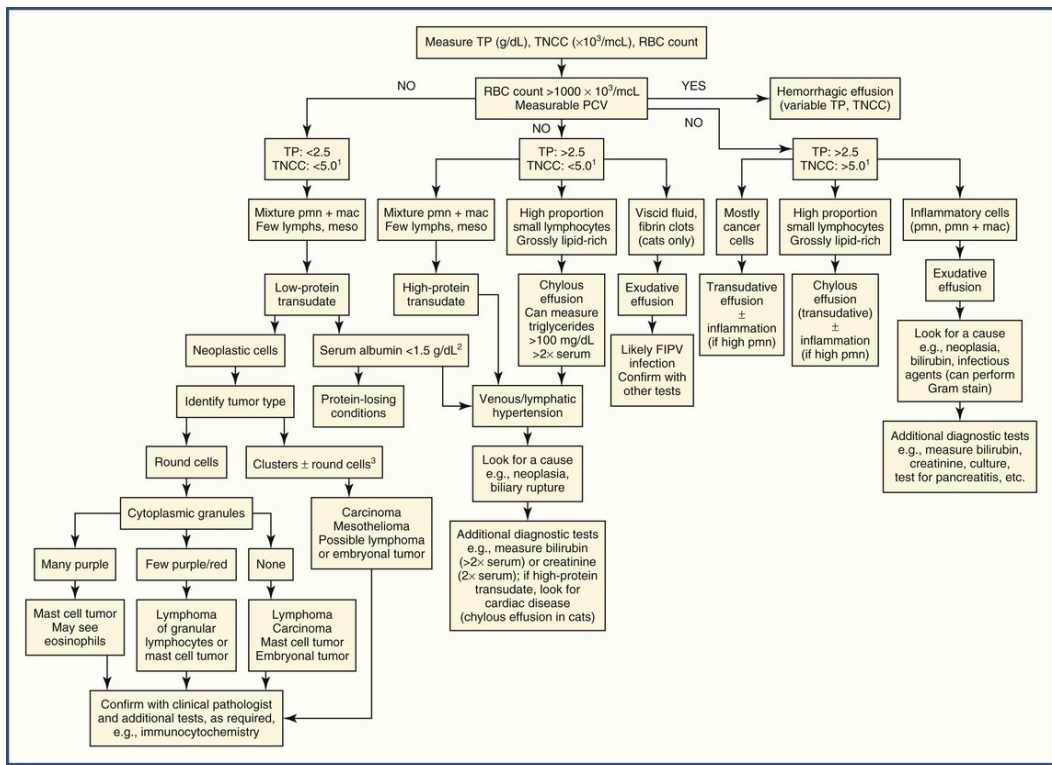 Measure TP (g/dL), TNCC (×10³/mcL), RBC count
NO
RBC count >1000 × 10³/mcL
Measurable PCV
YES
Hemorrhagic effusion
(variable TP, TNCC)
NO
NO
TP: <2.5
TNCC: <5.0¹
TP: >2.5
TNCC: <5.0¹
TP: >2.5
TNCC: >5.0¹
Mixture pmn + mac
Few lymphs, meso
Mixture pmn + mac
Few lymphs, meso
High proportion
small lymphocytes
Grossly lipid-rich
Viscid fluid,
fibrin clots
(cats only)
Mostly
cancer
cells
High proportion
small lymphocytes
Grossly lipid-rich
Inflammatory cells
(pmn, pmn + mac)
Low-protein
transudate
High-protein
transudate
Chylous
effusion
Can measure
triglycerides
>100 mg/dL
>2× serum
Exudative
effusion
Transudative
effusion
±
inflammation
(if high pmn)
Chylous
effusion
(transudative)
±
inflammation
(if high pmn)
Exudative
effusion
Neoplastic cells
Serum albumin <1.5 g/dL²
Likely FIPV
infection
Confirm with
other tests
Look for a cause
e.g., neoplasia,
bilirubin, infectious
agents (can perform
Gram stain)
Identify tumor type
Protein-losing
conditions
Venous/lymphatic
hypertension
Additional diagnostic tests
e.g., measure bilirubin,
creatinine, culture,
test for pancreatitis, etc.
Round cells
Clusters ± round cells³
Look for a cause
e.g., neoplasia,
biliary rupture
Cytoplasmic granules
Carcinoma
Mesothelioma
Possible lymphoma
or embryonal tumor
Additional diagnostic tests
e.g., measure bilirubin
(>2× serum) or creatinine
(2× serum); if high-protein
transudate, look for
cardiac disease
(chylous effusion in cats)
Many purple
Few purple/red
None
Mast cell tumor
May see
eosinophils
Lymphoma
of granular
lymphocytes or
mast cell tumor
Lymphoma
Carcinoma
Mast cell tumor
Embryonal tumor
Confirm with clinical pathologist
and additional tests, as required,
e.g., immunocytochemistry